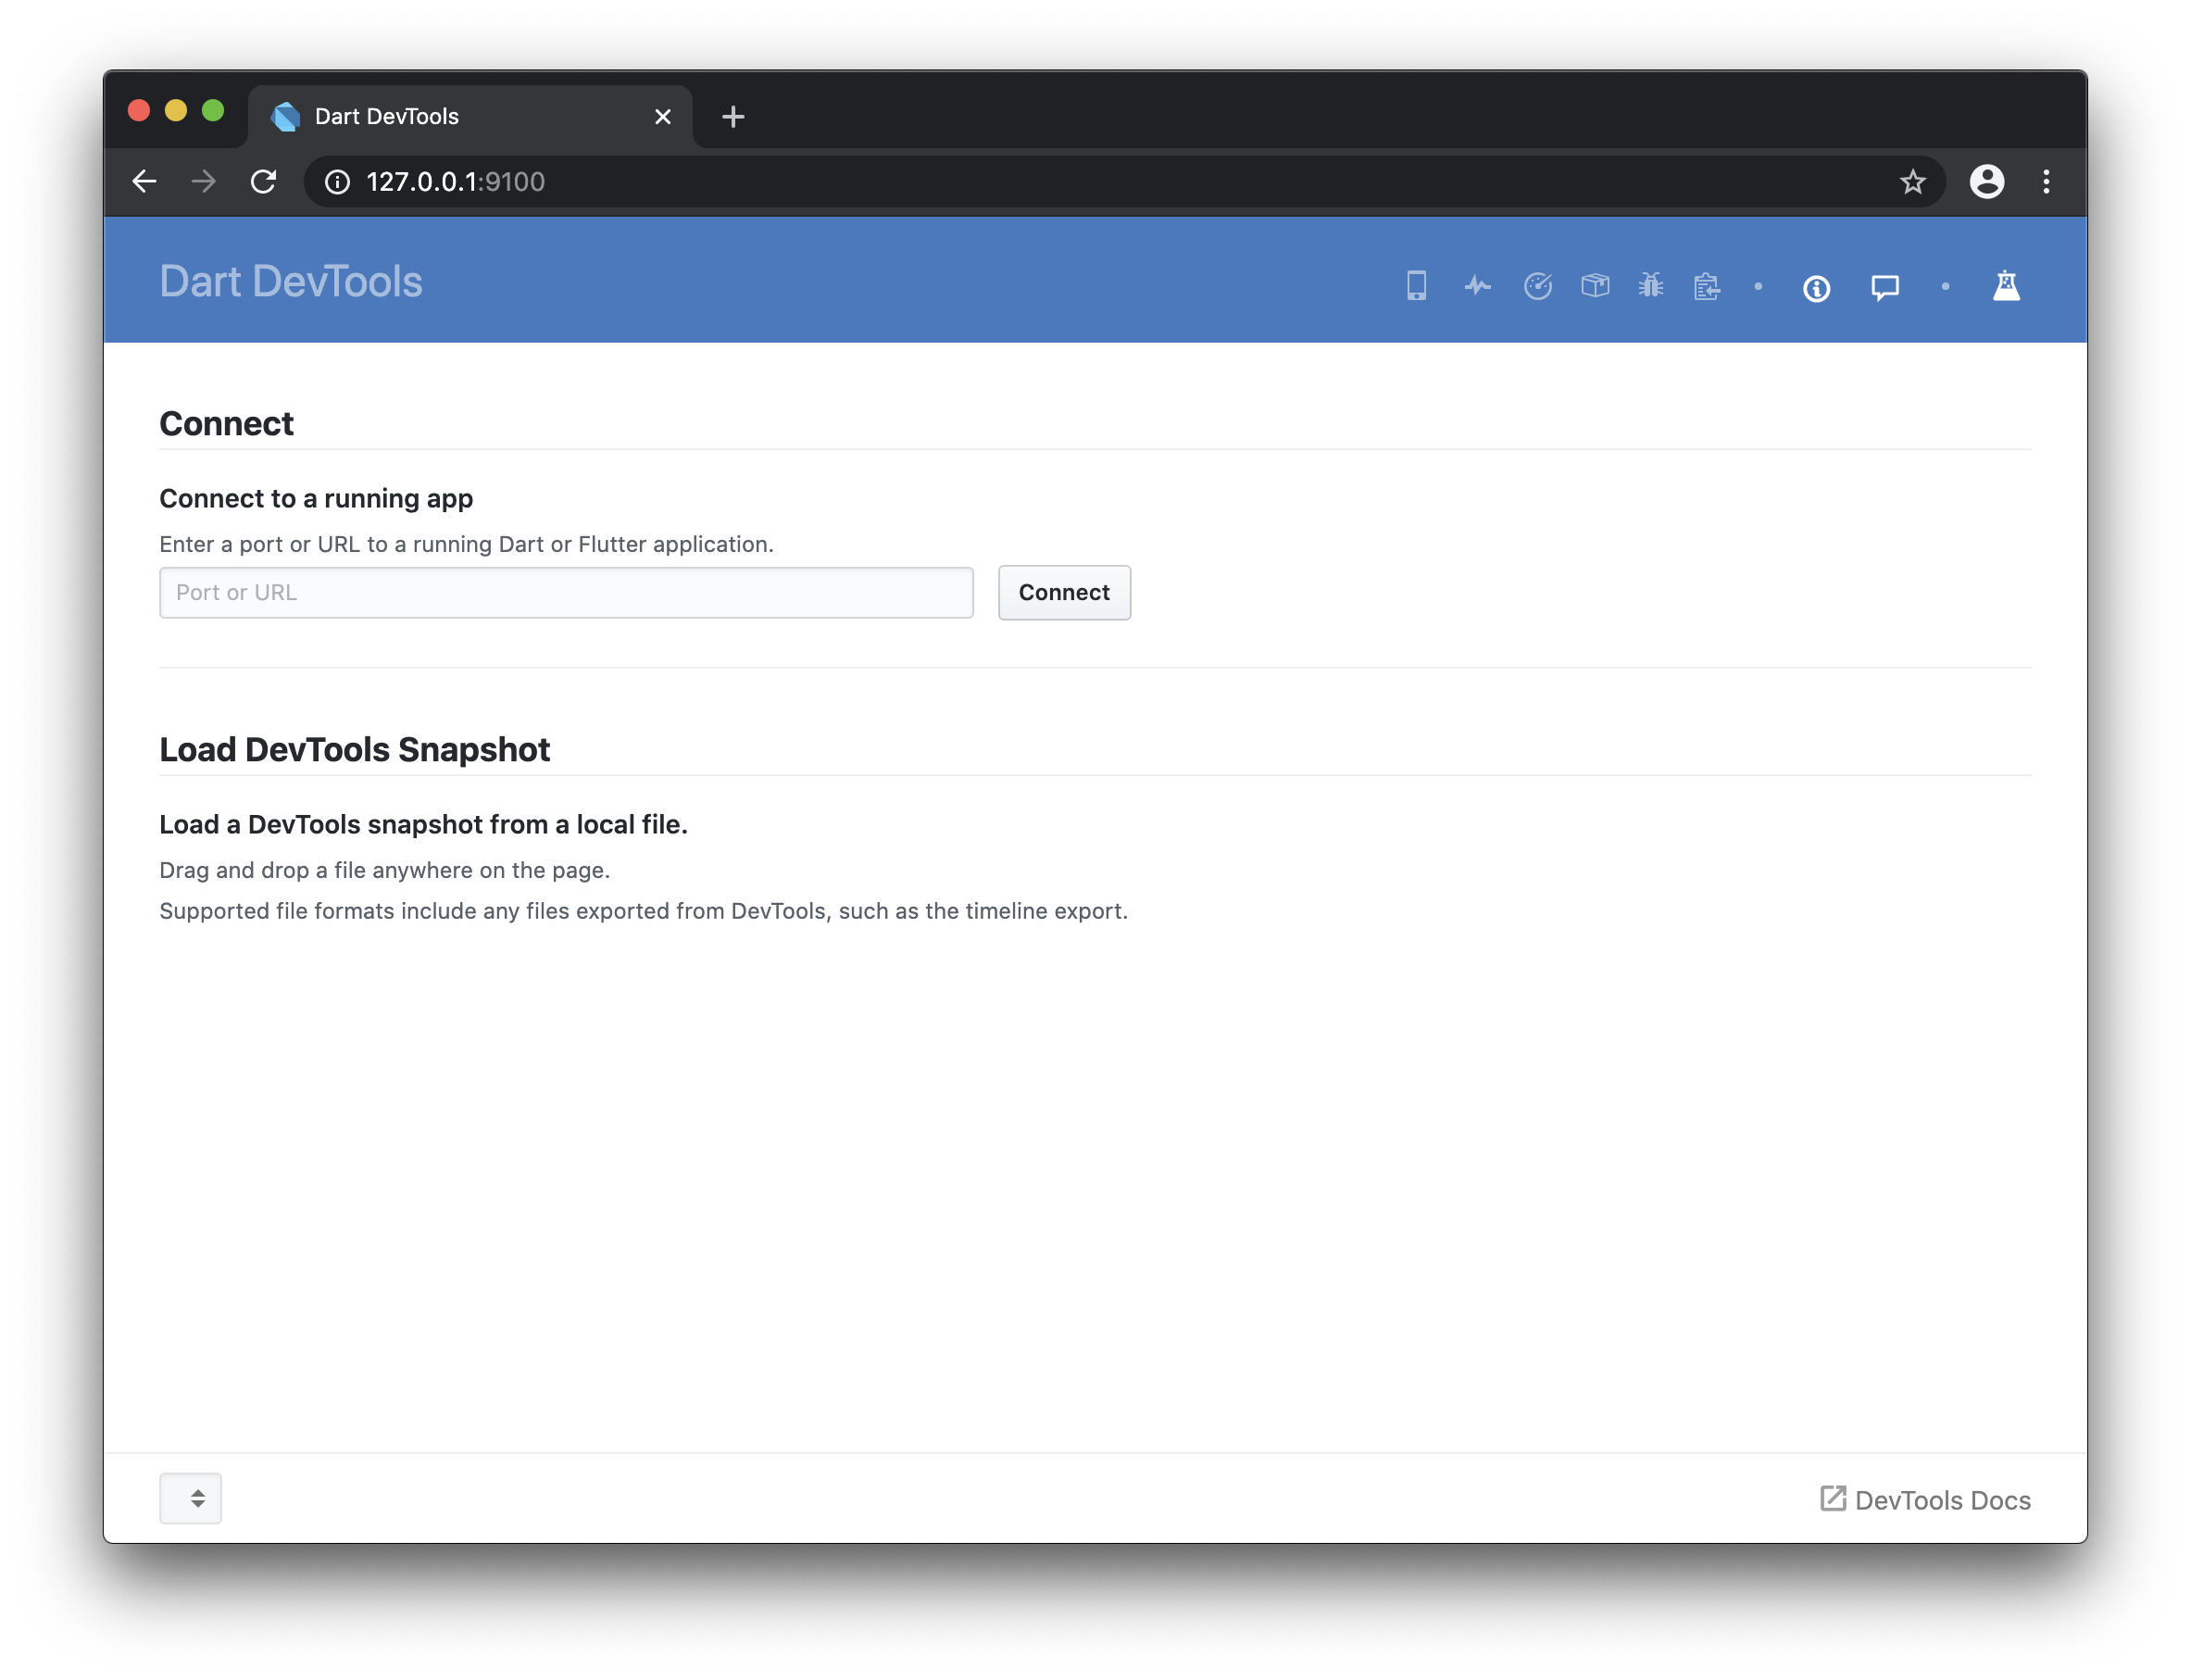 Dart DevTools
127.0.0.1:9100
Dart DevTools
Connect
Connect to a running app
Enter a port or URL to a running Dart or Flutter application.
Port or URL
Connect
Load DevTools Snapshot
Load a DevTools snapshot from a local file.
Drag and drop a file anywhere on the page.
Supported file formats include any files exported from DevTools, such as the timeline export.
DevTools Docs